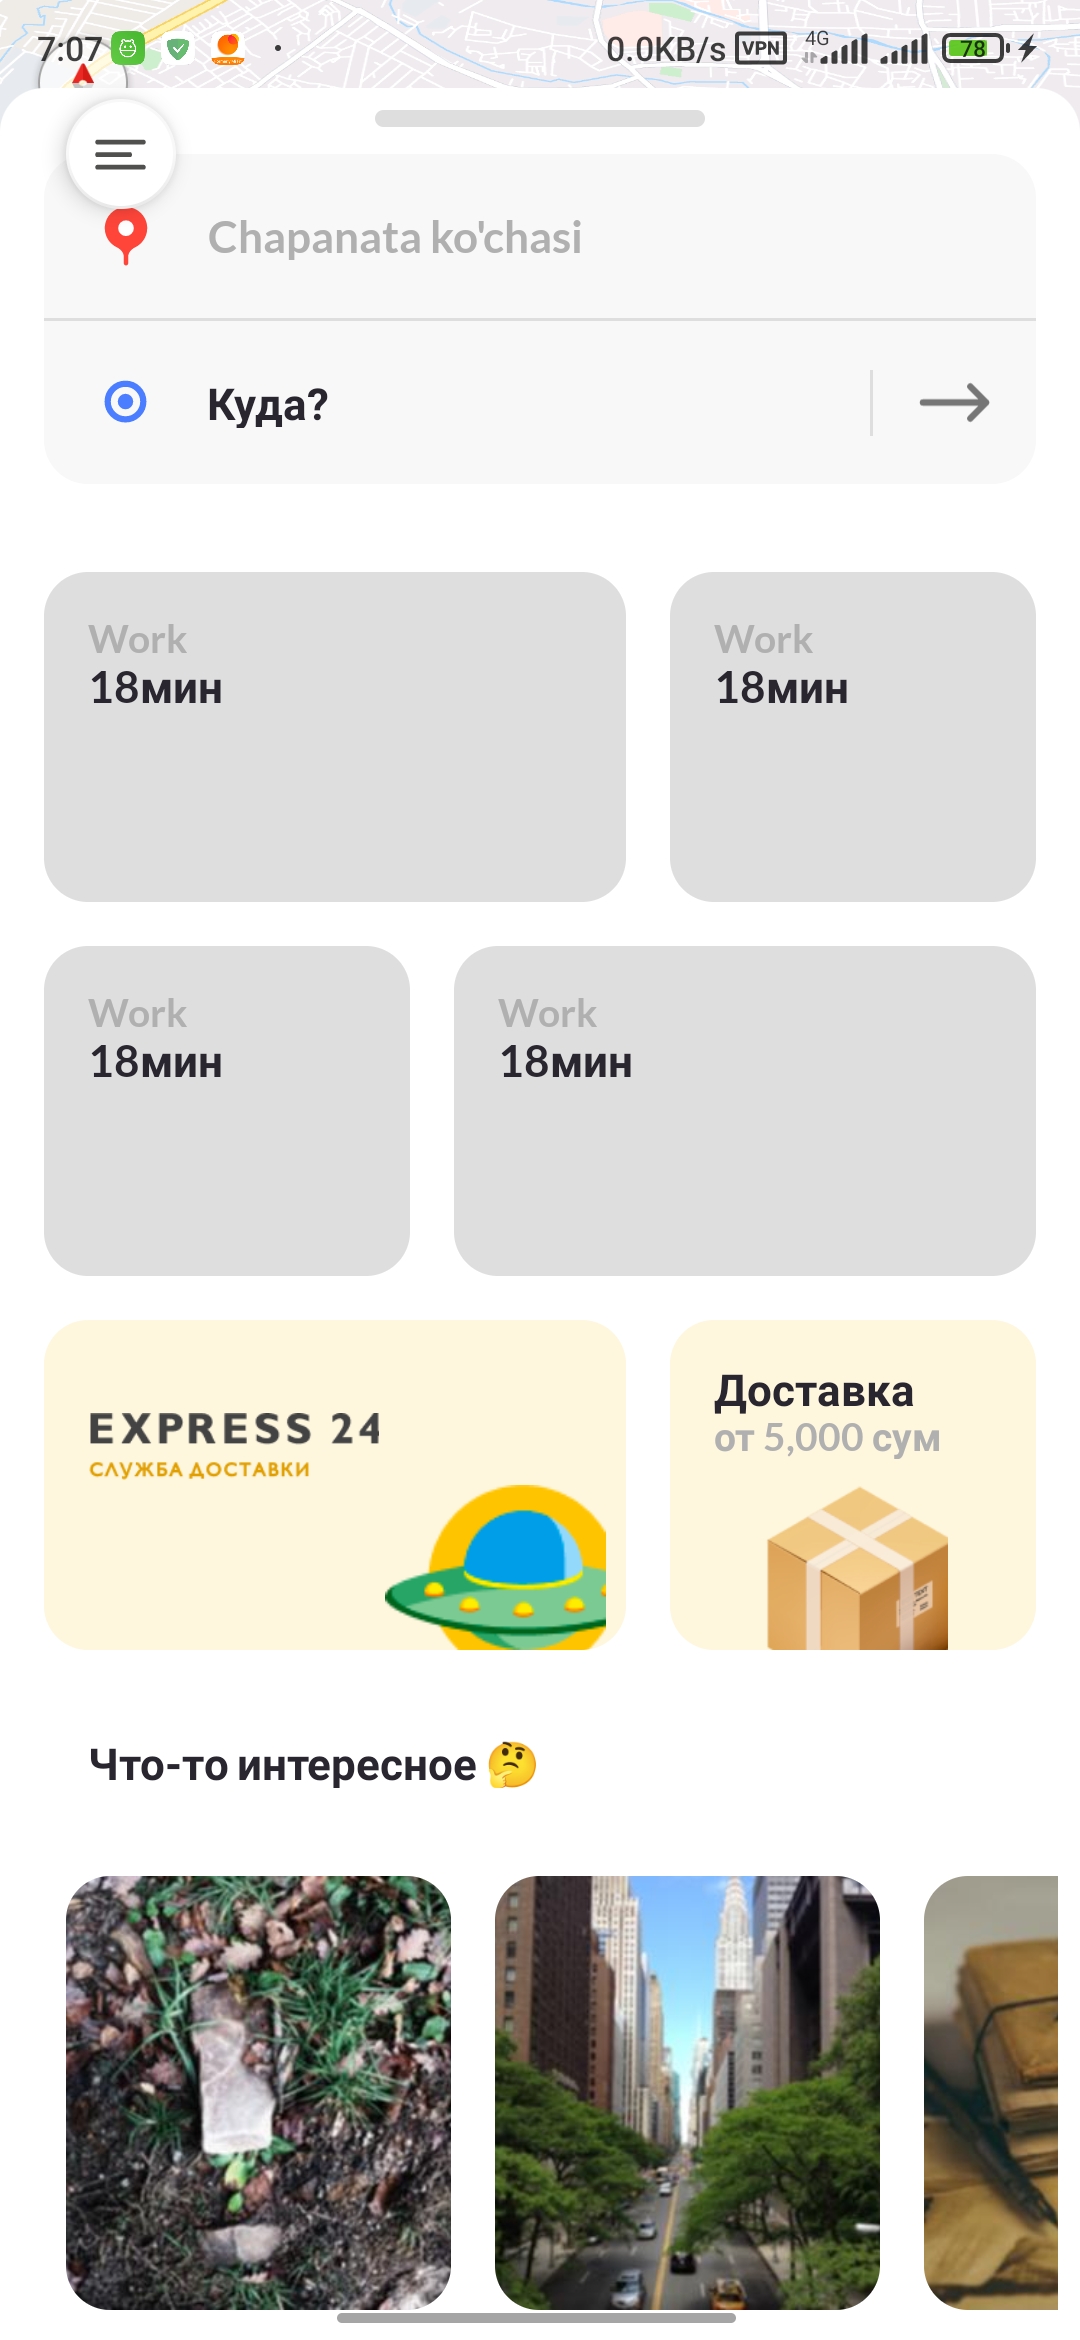 7:07
0.0KB/s VPN 4G 78
Chapanata ko'chasi
Куда?
Work
18мин
Work
18мин
Work
18мин
Work
18мин
EXPRESS 24
СЛУЖБА ДОСТАВКИ
Доставка
от 5,000 сум
Что-то интересное 🤔